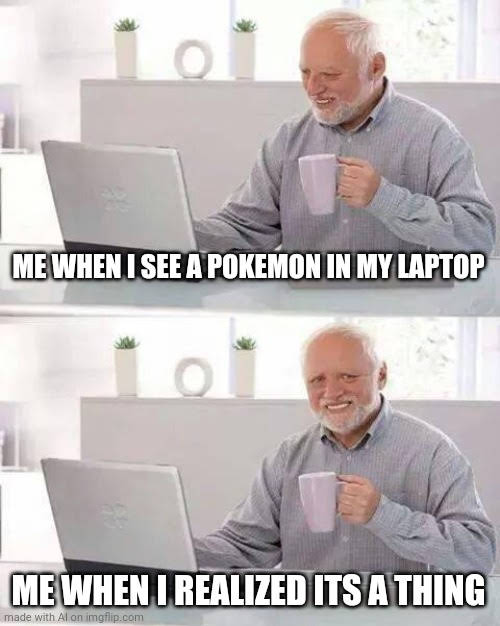 ME WHEN I SEE A POKEMON IN MY LAPTOP
ME WHEN I REALIZED ITS A THING
made with AI on imgflip.com